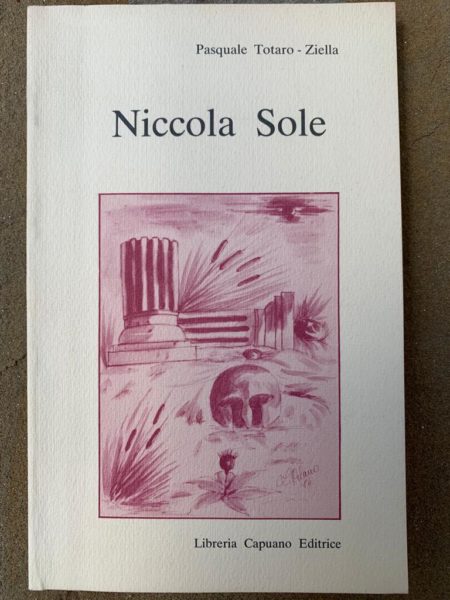 Pasquale Totaro - Ziella
Niccola Sole
Libreria Capuano Editrice